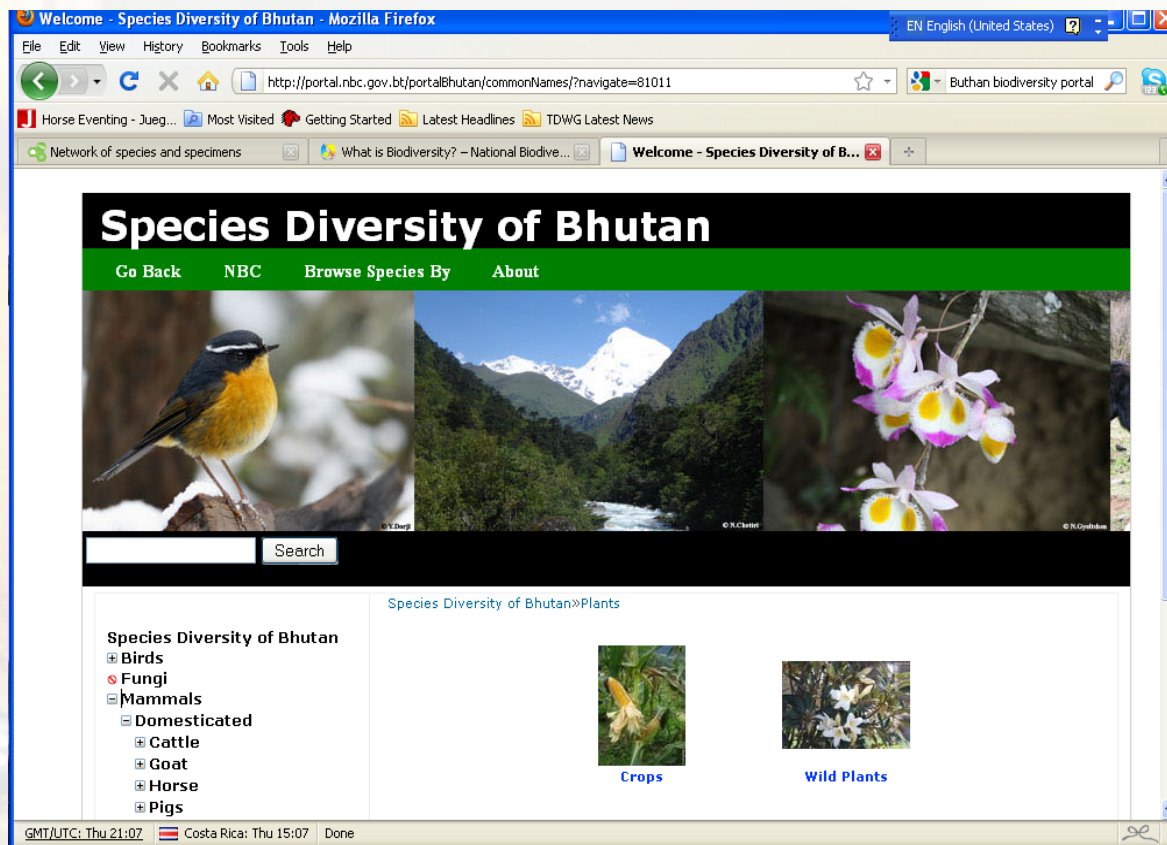 Welcome - Species Diversity of Bhutan - Mozilla Firefox
EN English (United States)
File Edit View History Bookmarks Tools Help
http://portal.nbc.gov.bt/portalBhutan/commonNames/?navigate=81011
Buthan biodiversity portal
Horse Eventing - Jueg... Most Visited Getting Started Latest Headlines TDWG Latest News
Network of species and specimens
What is Biodiversity? – National Biodive...
Welcome - Species Diversity of B...
Species Diversity of Bhutan
Go Back NBC Browse Species By About
© Y.Dorji
© N.Chettri
© N.Gyeltshen
Search
Species Diversity of Bhutan»Plants
Species Diversity of Bhutan
Birds
Fungi
Mammals
Domesticated
Cattle
Goat
Horse
Pigs
Crops
Wild Plants
GMT/UTC: Thu 21:07 Costa Rica: Thu 15:07 Done